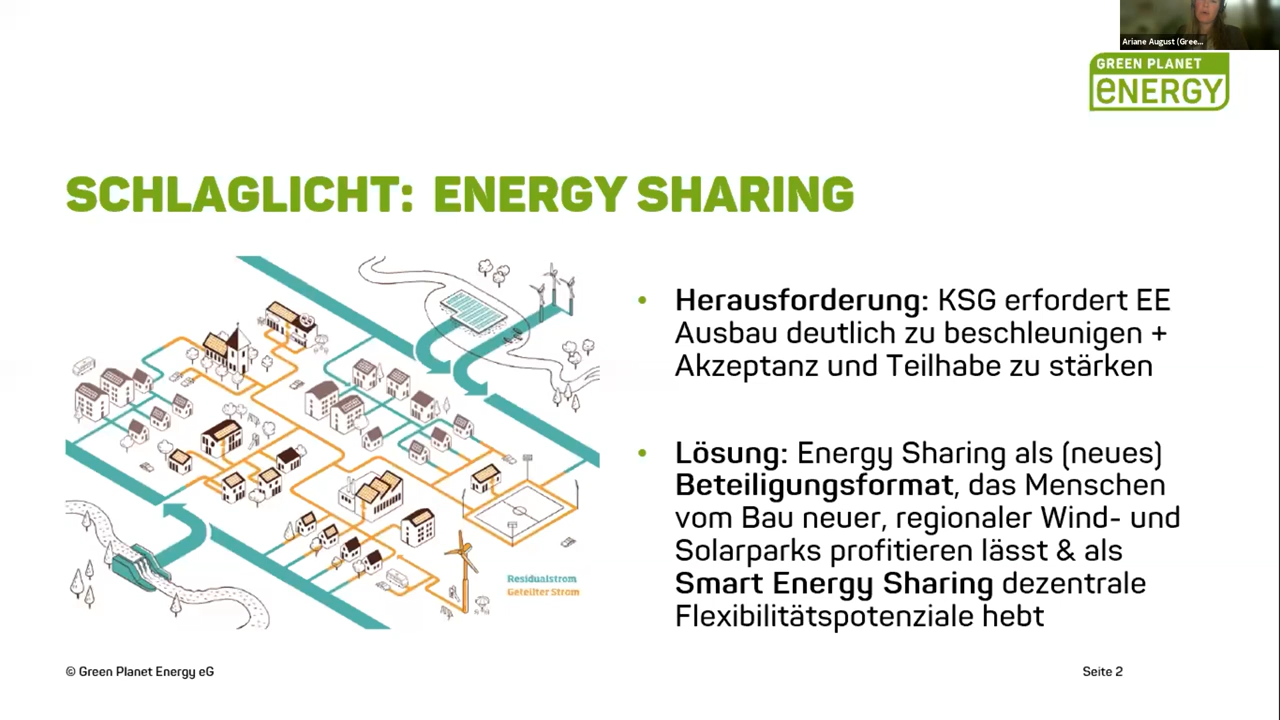 Ariane August (Gree...
GREEN PLANET
eNERGY
SCHLAGLICHT: ENERGY SHARING
• Herausforderung: KSG erfordert EE
Ausbau deutlich zu beschleunigen +
Akzeptanz und Teilhabe zu stärken
• Lösung: Energy Sharing als (neues)
Beteiligungsformat, das Menschen
vom Bau neuer, regionaler Wind- und
Solarparks profitieren lässt & als
Smart Energy Sharing dezentrale
Flexibilitätspotenziale hebt
Residualstrom
Geteilter Strom
© Green Planet Energy eG
Seite 2